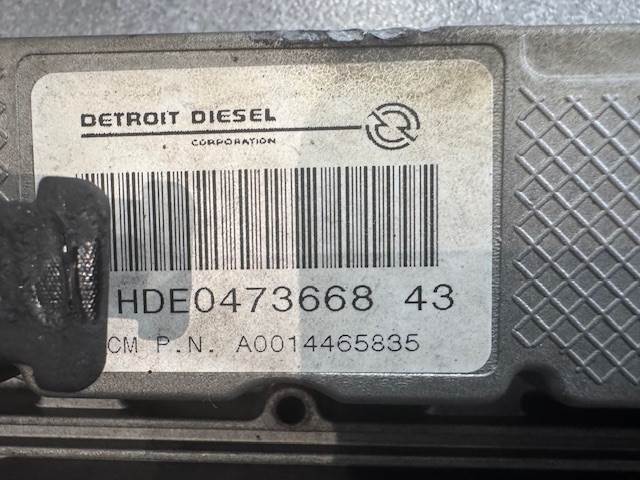 DETROIT DIESEL
CORPORATION
HDE0473668 43
CM P.N. A0014465835